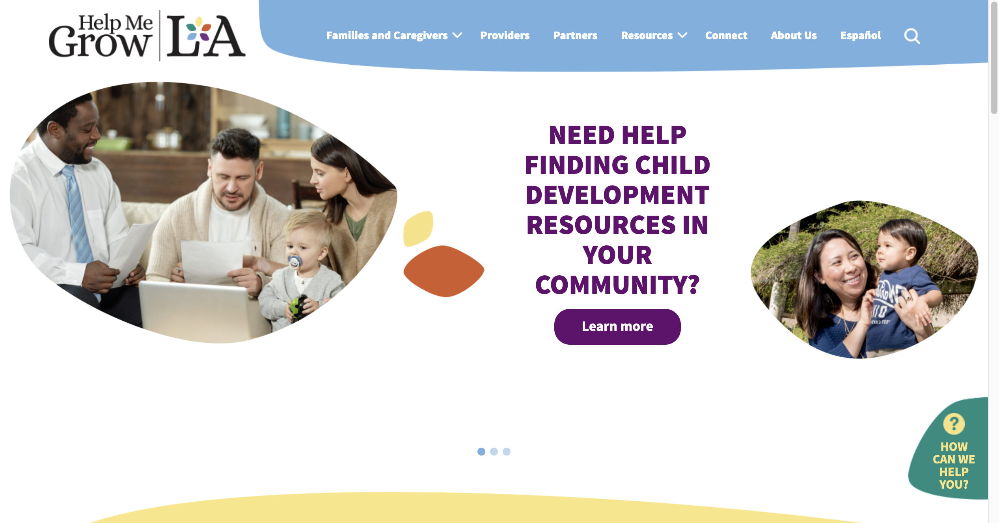 Help Me
Grow
LA
Families and Caregivers
Providers
Partners
Resources
Connect
About Us
Español
NEED HELP
FINDING CHILD
DEVELOPMENT
RESOURCES IN
YOUR
COMMUNITY?
Learn more
?
HOW
CAN WE
HELP
YOU?